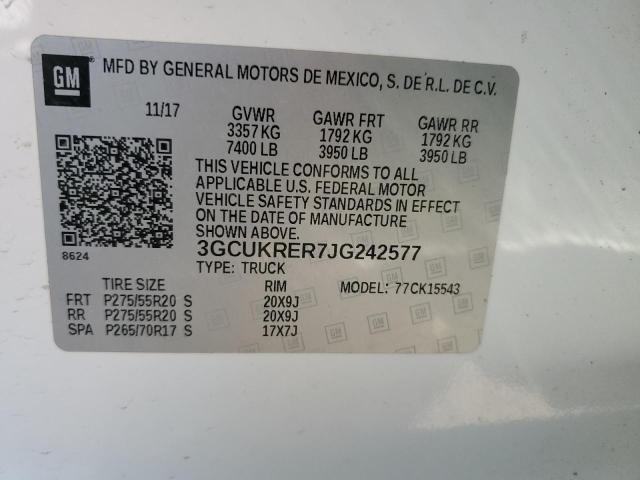 GM MFD BY GENERAL MOTORS DE MEXICO, S. DE R.L. DE C.V.
11/17 GVWR GAWR FRT GAWR RR
3357 KG 1792 KG 1792 KG
7400 LB 3950 LB 3950 LB
THIS VEHICLE CONFORMS TO ALL
APPLICABLE U.S. FEDERAL MOTOR
VEHICLE SAFETY STANDARDS IN EFFECT
ON THE DATE OF MANUFACTURE
SHOWN ABOVE.
8624 3GCUKRER7JG242577
TYPE: TRUCK
TIRE SIZE RIM MODEL: 77CK15543
FRT P275/55R20 S 20X9J
RR P275/55R20 S 20X9J
SPA P265/70R17 S 17X7J